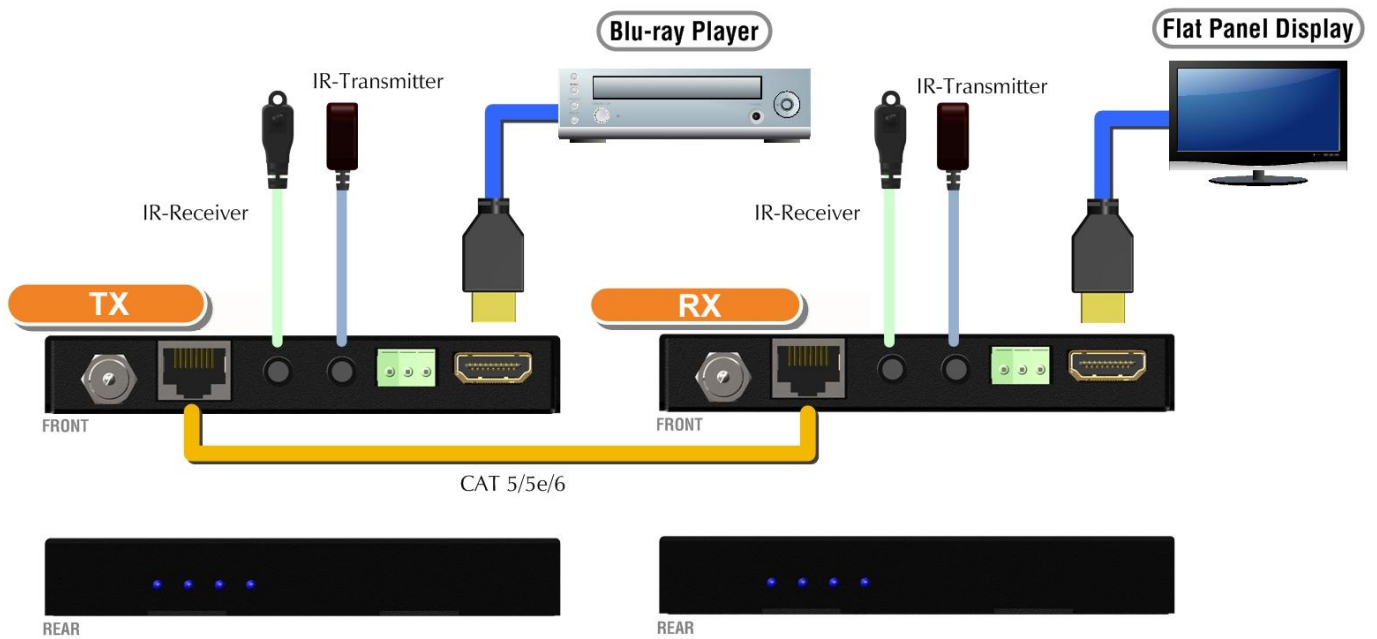 Blu-ray Player
Flat Panel Display
IR-Transmitter
IR-Transmitter
IR-Receiver
IR-Receiver
TX
RX
FRONT
FRONT
CAT 5/5e/6
REAR
REAR